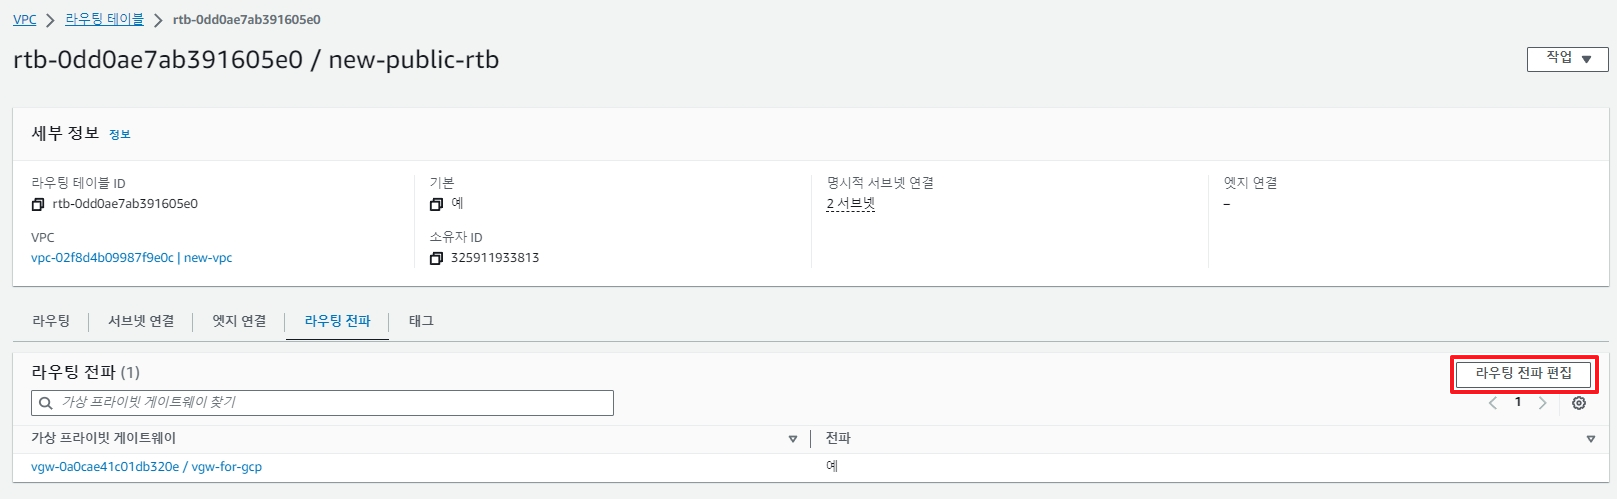 VPC > 라우팅 테이블 > rtb-0dd0ae7ab391605e0
rtb-0dd0ae7ab391605e0 / new-public-rtb
작업 ▼
세부 정보 정보
라우팅 테이블 ID
rtb-0dd0ae7ab391605e0
VPC
vpc-02f8d4b09987f9e0c | new-vpc
기본
예
소유자 ID
325911933813
명시적 서브넷 연결
2 서브넷
엣지 연결
–
라우팅 서브넷 연결 엣지 연결 라우팅 전파 태그
라우팅 전파 (1)
라우팅 전파 편집
가상 프라이빗 게이트웨이 찾기
< 1 >
가상 프라이빗 게이트웨이 전파
vgw-0a0cae41c01db320e / vgw-for-gcp 예